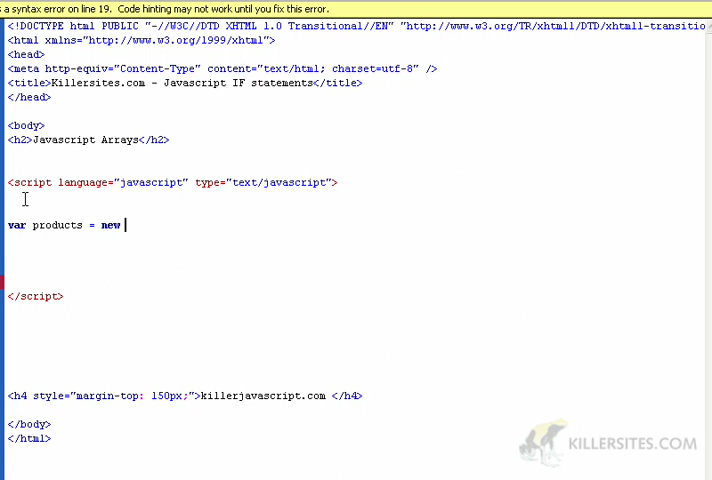 s a syntax error on line 19. Code hinting may not work until you fix this error.
<!DOCTYPE html PUBLIC "-//W3C//DTD XHTML 1.0 Transitional//EN" "http://www.w3.org/TR/xhtml1/DTD/xhtml1-transitio
<html xmlns="http://www.w3.org/1999/xhtml">
<head>
<meta http-equiv="Content-Type" content="text/html; charset=utf-8" />
<title>Killersites.com - Javascript IF statements</title>
</head>
<body>
<h2>Javascript Arrays</h2>
<script language="javascript" type="text/javascript">
var products = new
</script>
<h4 style="margin-top: 150px;">killerjavascript.com </h4>
</body>
</html>
KILLERSITES.COM